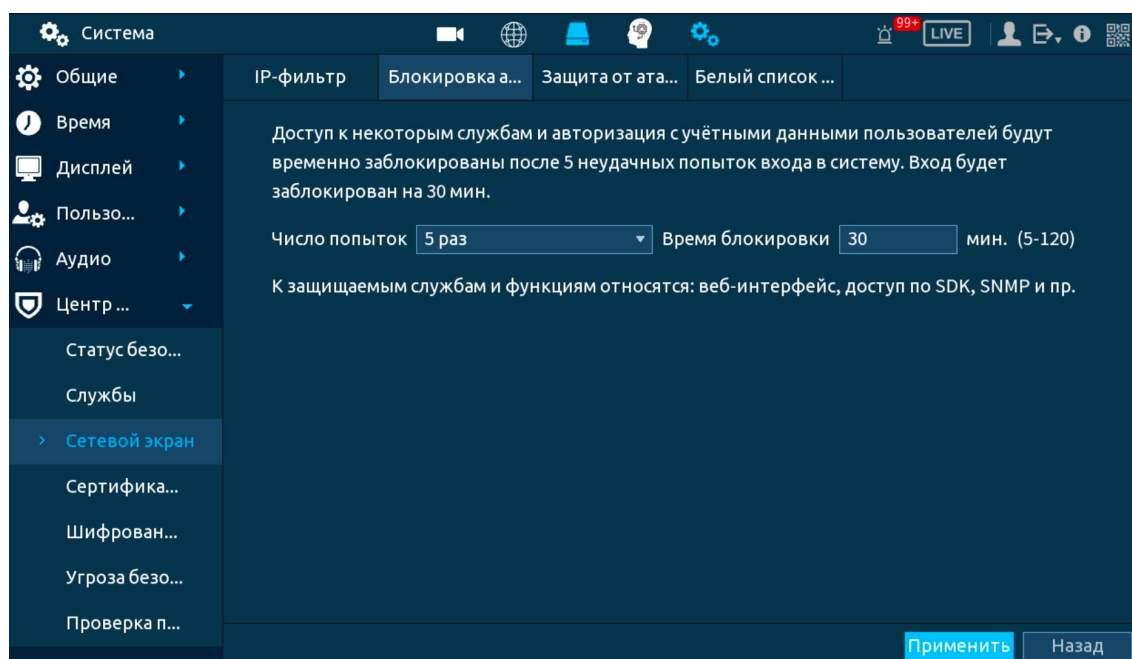 Система
99+
LIVE
Общие
Время
Дисплей
Пользо...
Аудио
Центр ...
Статус безо...
Службы
Сетевой экран
Сертифика...
Шифрован...
Угроза безо...
Проверка п...
IP-фильтр
Блокировка а...
Защита от ата...
Белый список ...
Доступ к некоторым службам и авторизация с учётными данными пользователей будут
временно заблокированы после 5 неудачных попыток входа в систему. Вход будет
заблокирован на 30 мин.
Число попыток 5 раз Время блокировки 30 мин. (5-120)
К защищаемым службам и функциям относятся: веб-интерфейс, доступ по SDK, SNMP и пр.
Применить
Назад